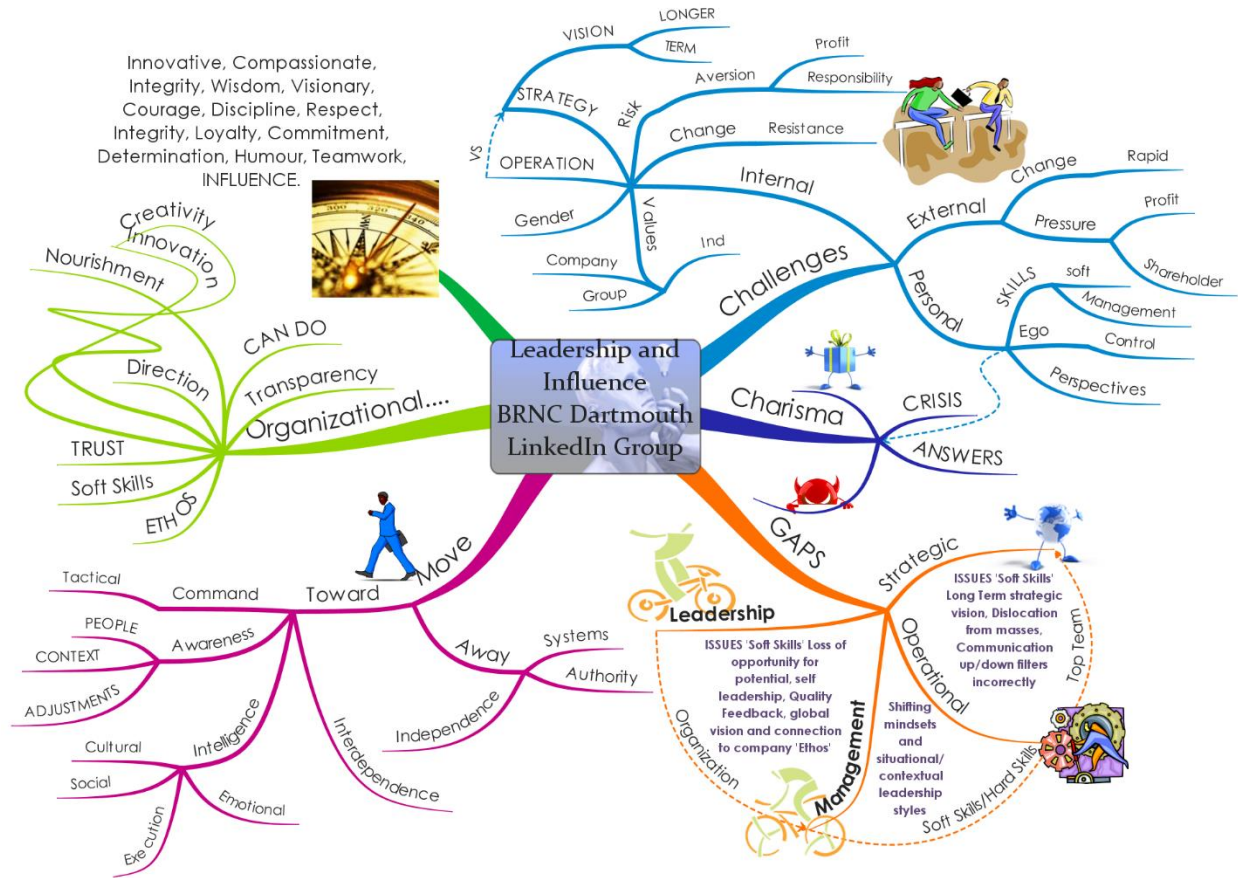 Innovative, Compassionate,
Integrity, Wisdom, Visionary,
Courage, Discipline, Respect,
Integrity, Loyalty, Commitment,
Determination, Humour, Teamwork,
INFLUENCE.
300
320
340
W
Leadership and
Influence
BRNC Dartmouth
LinkedIn Group
Challenges
Internal
VISION
LONGER
TERM
STRATEGY
VS
OPERATION
Gender
Risk
Aversion
Profit
Responsibility
Change
Resistance
Values
Company
Group
Ind
External
Change
Rapid
Pressure
Profit
Shareholder
Personal
SKILLS
soft
Management
Ego
Control
Perspectives
Charisma
CRISIS
ANSWERS
GAPS
Strategic
Operational
Top Team
Soft Skills/Hard Skills
ISSUES 'Soft Skills'
Long Term strategic
vision, Dislocation
from masses,
Communication
up/down filters
incorrectly
Leadership
Management
Organization
ISSUES 'Soft Skills' Loss of
opportunity for
potential, self
leadership, Quality
Feedback, global
vision and connection
to company 'Ethos'
Shifting
mindsets
and
situational/
contextual
leadership
styles
Move
Toward
Command
Tactical
Awareness
PEOPLE
CONTEXT
ADJUSTMENTS
Intelligence
Cultural
Social
Exe cution
Emotional
Interdependence
Away
Systems
Authority
Independence
Organizational....
Creativity
Innovation
Nourishment
CAN DO
Direction
Transparency
TRUST
Soft Skills
ETHOS